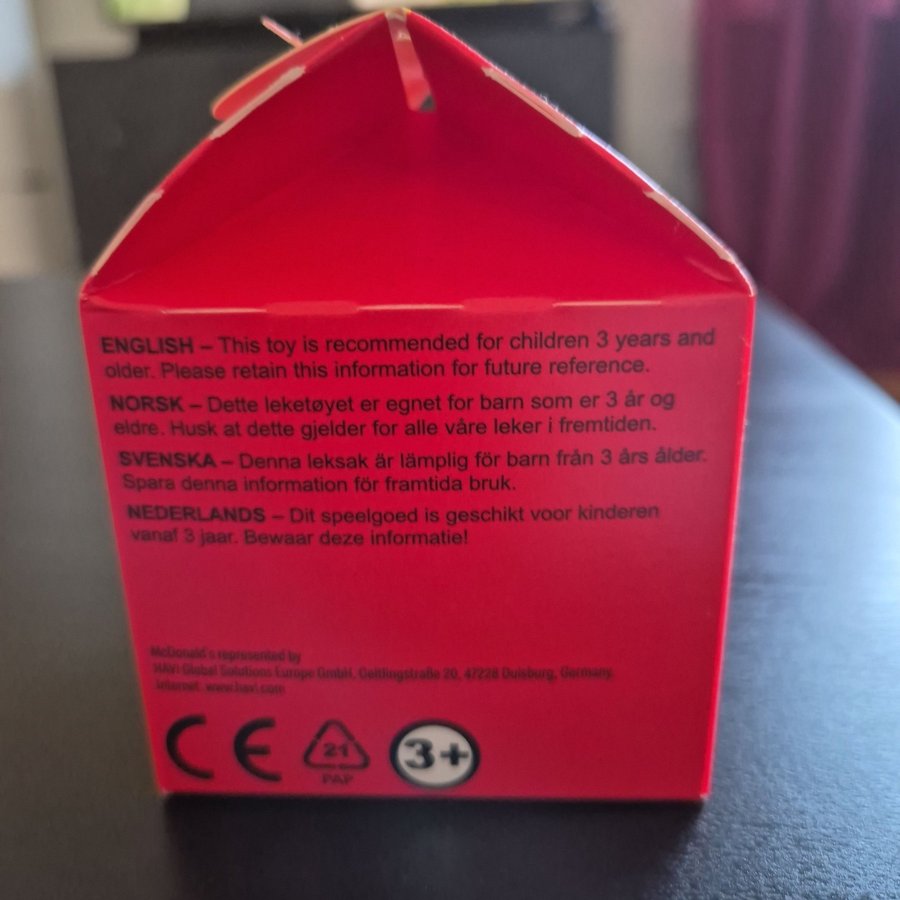 ENGLISH – This toy is recommended for children 3 years and
older. Please retain this information for future reference.
NORSK – Dette leketøyet er egnet for barn som er 3 år og
eldre. Husk at dette gjelder for alle våre leker i fremtiden.
SVENSKA – Denna leksak är lämplig för barn från 3 års ålder.
Spara denna information för framtida bruk.
NEDERLANDS – Dit speelgoed is geschikt voor kinderen
vanaf 3 jaar. Bewaar deze informatie!
McDonald's represented by
HAVI Global Solutions Europe GmbH. Geitlingstraße 20, 47228 Duisburg, Germany.
Internet: www.havi.com
CE 21 3+
PAP